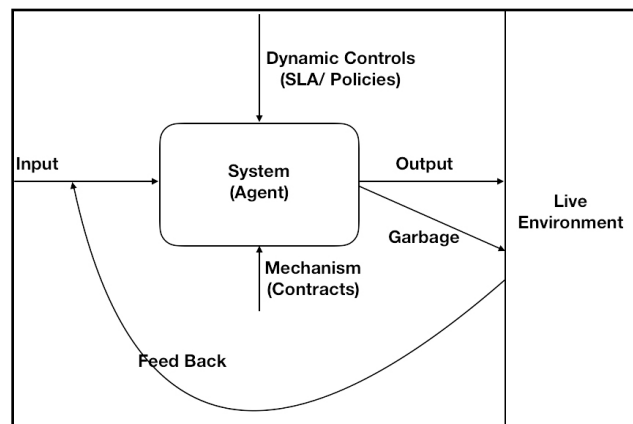 Dynamic Controls
(SLA/ Policies)
Input
System
(Agent)
Output
Live
Environment
Garbage
Mechanism
(Contracts)
Feed Back